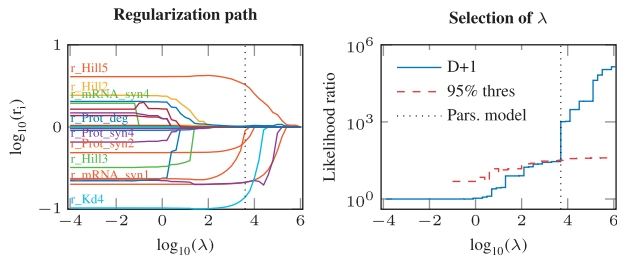 Regularization path
1
0
−1
log10(ri)
r_Hill5
r_Hill2
r_mRNA_syn4
r_Prot_deg
r_Prot_syn4
r_Prot_syn2
r_Hill3
r_mRNA_syn1
r_Kd4
−4 −2 0 2 4 6
log10(λ)
Selection of λ
10^6
10^3
10^0
Likelihood ratio
D+1
95% thres
Pars. model
−4 −2 0 2 4 6
log10(λ)